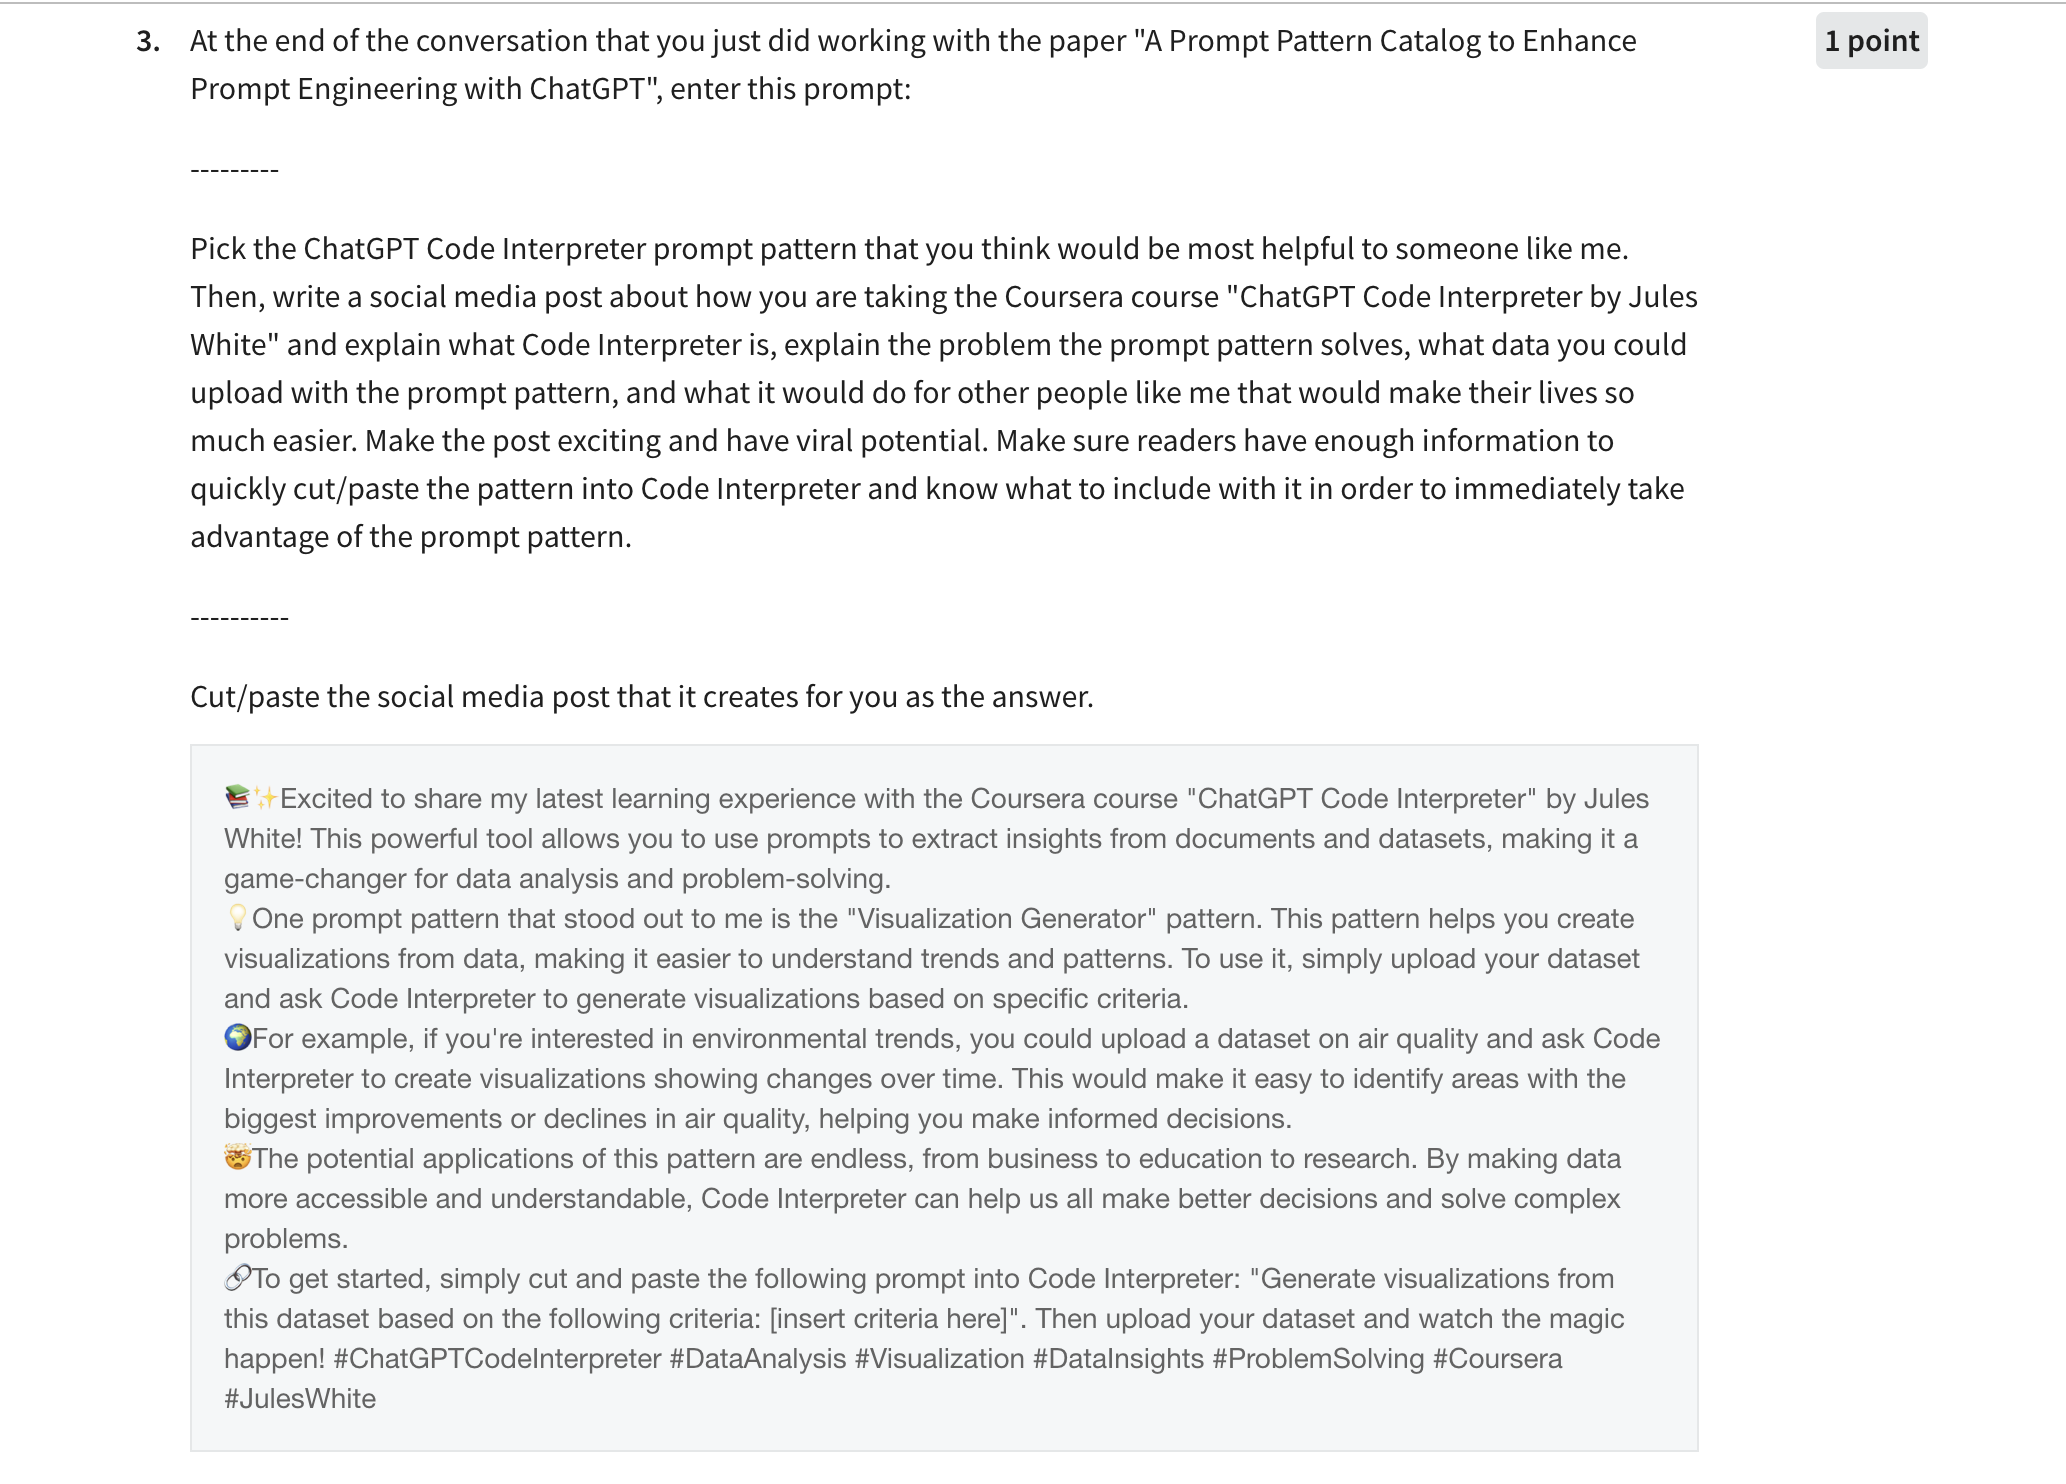 3. At the end of the conversation that you just did working with the paper "A Prompt Pattern Catalog to Enhance
1 point
Prompt Engineering with ChatGPT", enter this prompt:
---------
Pick the ChatGPT Code Interpreter prompt pattern that you think would be most helpful to someone like me.
Then, write a social media post about how you are taking the Coursera course "ChatGPT Code Interpreter by Jules
White" and explain what Code Interpreter is, explain the problem the prompt pattern solves, what data you could
upload with the prompt pattern, and what it would do for other people like me that would make their lives so
much easier. Make the post exciting and have viral potential. Make sure readers have enough information to
quickly cut/paste the pattern into Code Interpreter and know what to include with it in order to immediately take
advantage of the prompt pattern.
----------
Cut/paste the social media post that it creates for you as the answer.
📚✨Excited to share my latest learning experience with the Coursera course "ChatGPT Code Interpreter" by Jules
White! This powerful tool allows you to use prompts to extract insights from documents and datasets, making it a
game-changer for data analysis and problem-solving.
💡One prompt pattern that stood out to me is the "Visualization Generator" pattern. This pattern helps you create
visualizations from data, making it easier to understand trends and patterns. To use it, simply upload your dataset
and ask Code Interpreter to generate visualizations based on specific criteria.
🌍For example, if you're interested in environmental trends, you could upload a dataset on air quality and ask Code
Interpreter to create visualizations showing changes over time. This would make it easy to identify areas with the
biggest improvements or declines in air quality, helping you make informed decisions.
🤯The potential applications of this pattern are endless, from business to education to research. By making data
more accessible and understandable, Code Interpreter can help us all make better decisions and solve complex
problems.
🔗To get started, simply cut and paste the following prompt into Code Interpreter: "Generate visualizations from
this dataset based on the following criteria: [insert criteria here]". Then upload your dataset and watch the magic
happen! #ChatGPTCodeInterpreter #DataAnalysis #Visualization #DataInsights #ProblemSolving #Coursera
#JulesWhite